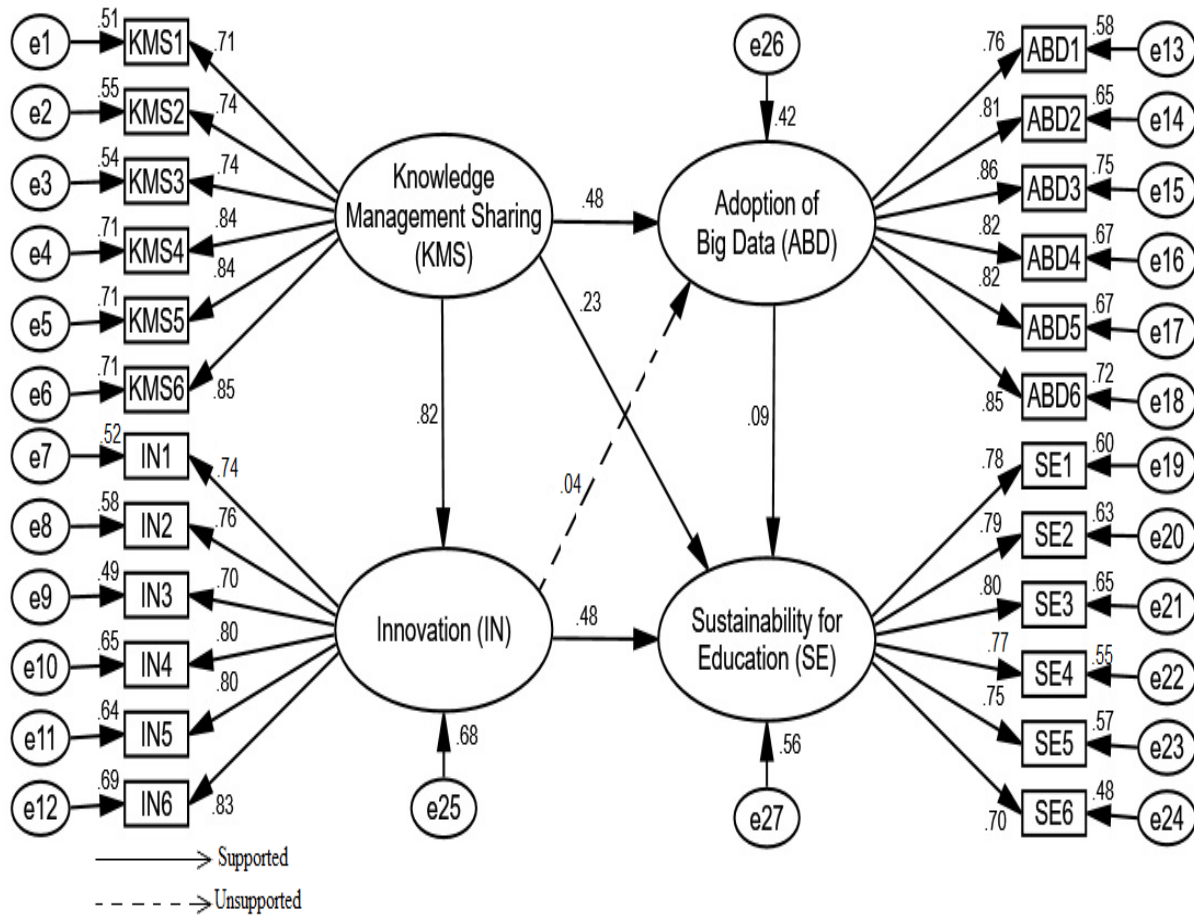 e1 .51 KMS1 .71
e2 .55 KMS2 .74
e3 .54 KMS3 .74
e4 .71 KMS4 .84
e5 .71 KMS5 .84
e6 .71 KMS6 .85
e7 .52 IN1 .74
e8 .58 IN2 .76
e9 .49 IN3 .70
e10 .65 IN4 .80
e11 .64 IN5 .80
e12 .69 IN6 .83
Knowledge
Management Sharing
(KMS)
.48
.23
.82
.04
Innovation (IN)
.48
.68
e25
e26
.42
Adoption of
Big Data (ABD)
.09
Sustainability for
Education (SE)
.56
e27
.76 ABD1 .58 e13
.81 ABD2 .65 e14
.86 ABD3 .75 e15
.82 ABD4 .67 e16
.82 ABD5 .67 e17
.85 ABD6 .72 e18
.78 SE1 .60 e19
.79 SE2 .63 e20
.80 SE3 .65 e21
.77 SE4 .55 e22
.75 SE5 .57 e23
.70 SE6 .48 e24
Supported
Unsupported